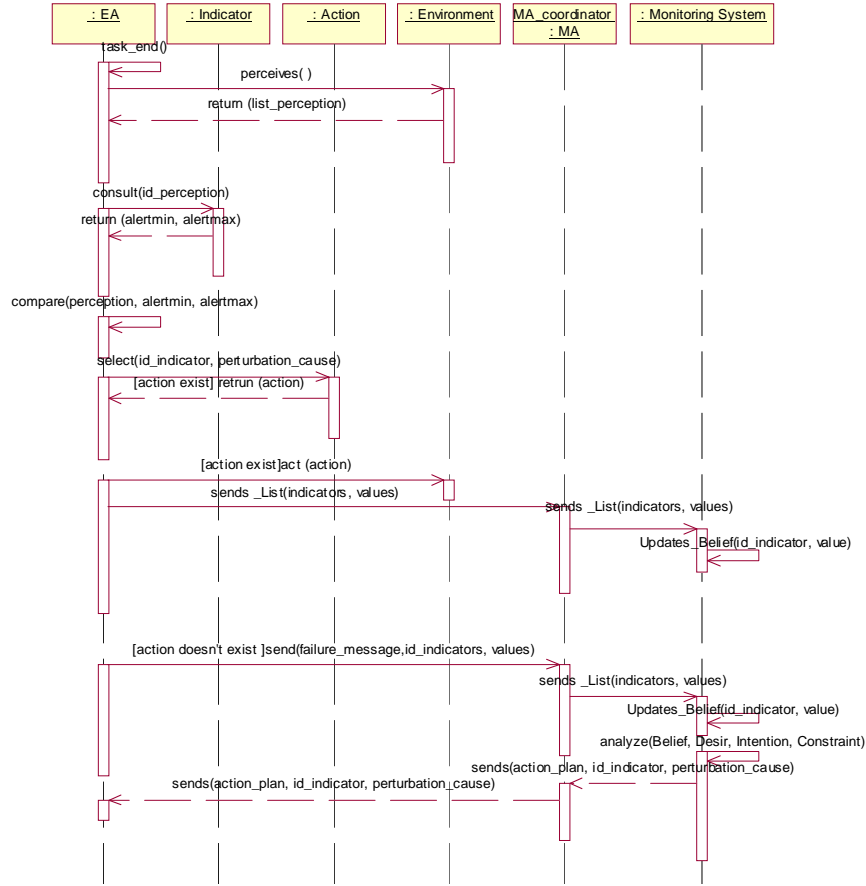 : EA
: Indicator
: Action
: Environment
MA_coordinator
: MA
: Monitoring System
task_end()
perceives( )
return (list_perception)
consult(id_perception)
return (alertmin, alertmax)
compare(perception, alertmin, alertmax)
select(id_indicator, perturbation_cause)
[action exist] retrun (action)
[action exist]act (action)
sends _List(indicators, values)
sends _List(indicators, values)
Updates_Belief(id_indicator, value)
[action doesn't exist ]send(failure_message,id_indicators, values)
sends _List(indicators, values)
Updates_Belief(id_indicator, value)
analyze(Belief, Desir, Intention, Constraint)
sends(action_plan, id_indicator, perturbation_cause)
sends(action_plan, id_indicator, perturbation_cause)